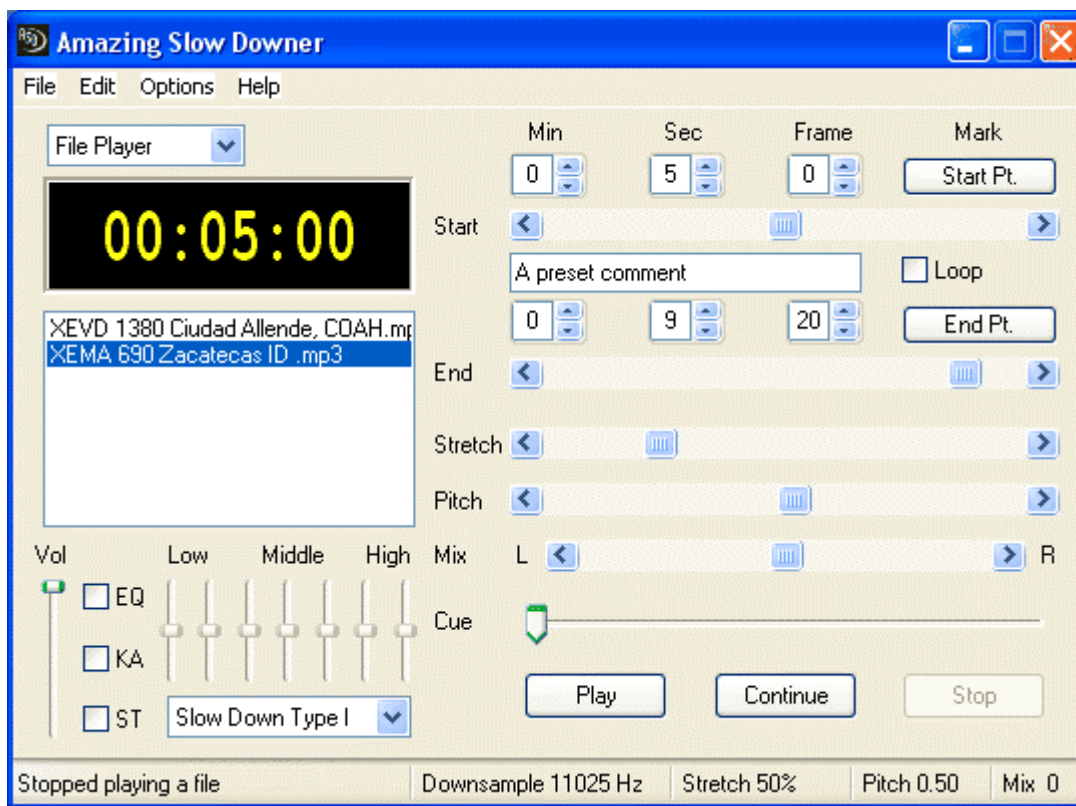 Amazing Slow Downer
File Edit Options Help
File Player
00:05:00
XEVD 1380 Ciudad Allende, COAH.mp
XEMA 690 Zacatecas ID .mp3
Min Sec Frame Mark
0 5 0 Start Pt.
Start
A preset comment Loop
0 9 20 End Pt.
End
Stretch
Pitch
Mix L R
Cue
Vol Low Middle High
EQ
KA
ST Slow Down Type I
Play Continue Stop
Stopped playing a file Downsample 11025 Hz Stretch 50% Pitch 0.50 Mix 0